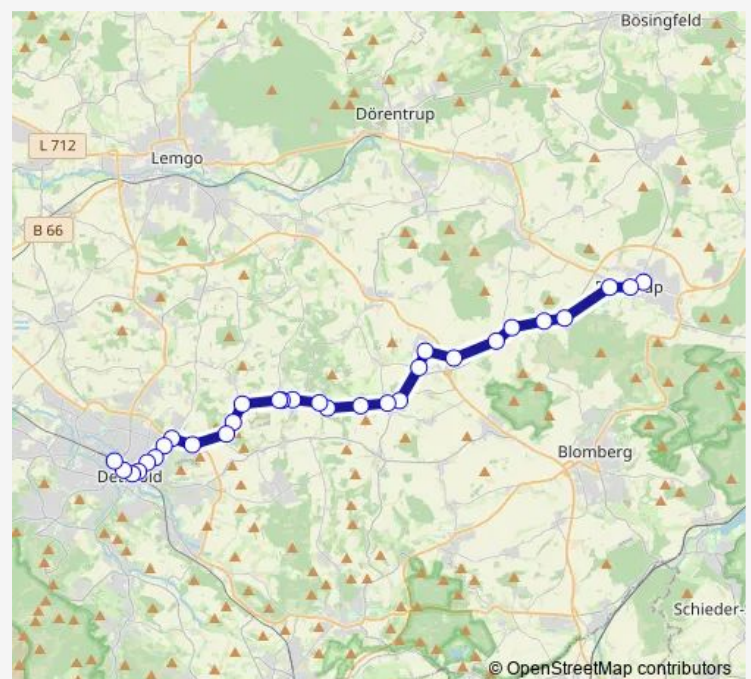 Bösingfeld
Dörentrup
L 712
Lemgo
B 66
Blomberg
Schieder-
© OpenStreetMap contributors